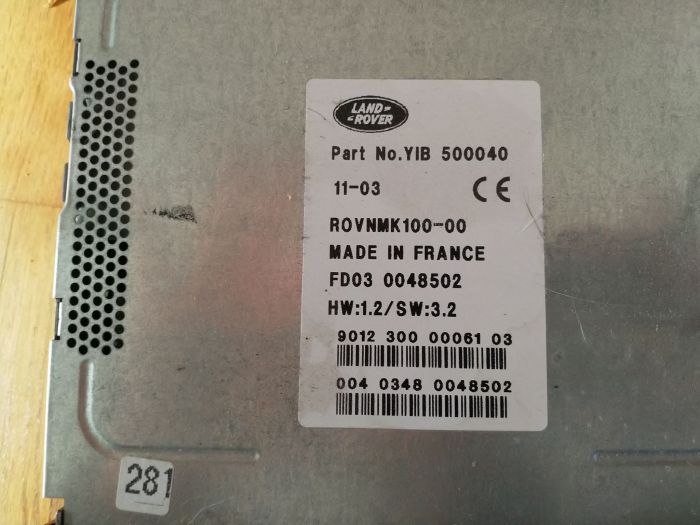 LAND-
-ROVER
Part No.YIB 500040
11-03 CE
ROVNMK100-00
MADE IN FRANCE
FD03 0048502
HW:1.2/SW:3.2
9012 300 00061 03
004 0348 0048502
281